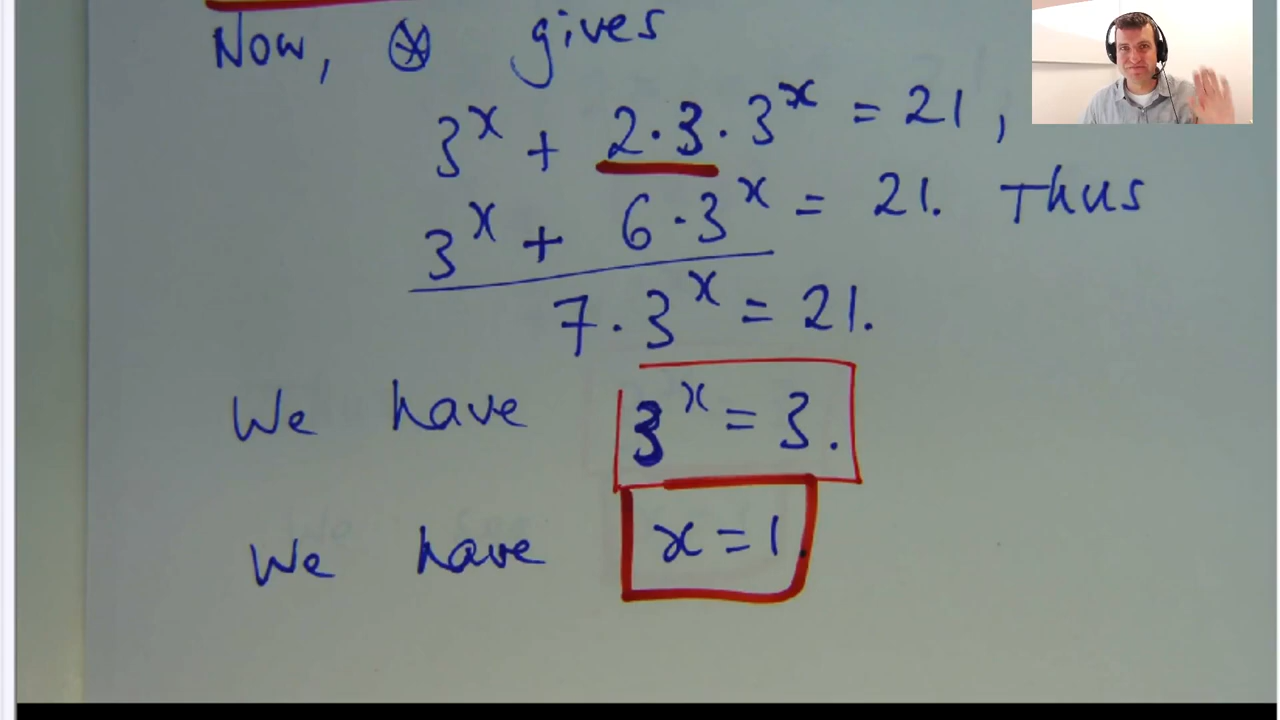 Now, ⊛ gives
3^x + 2·3·3^x = 21,
3^x + 6·3^x = 21. Thus
7·3^x = 21.
We have 3^x = 3.
We have x = 1.